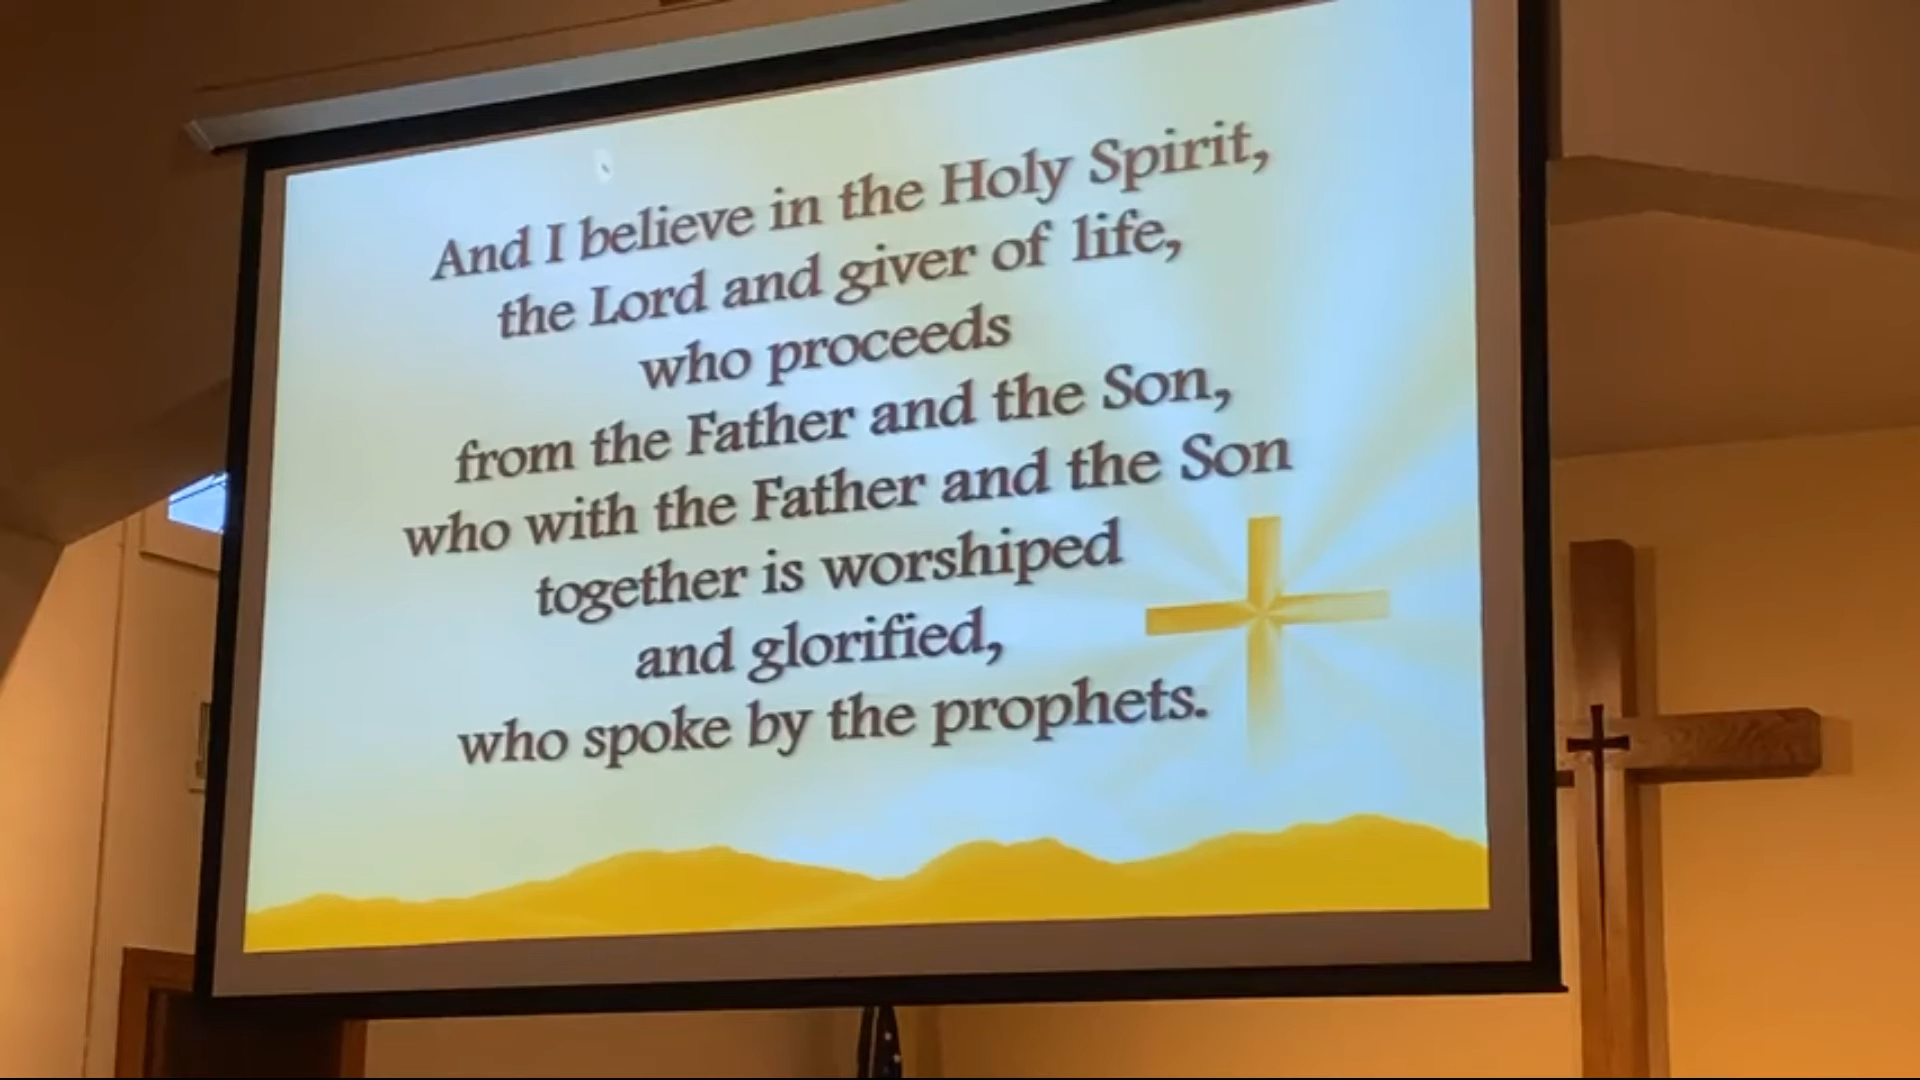 And I believe in the Holy Spirit,
the Lord and giver of life,
who proceeds
from the Father and the Son,
who with the Father and the Son
together is worshiped
and glorified,
who spoke by the prophets.